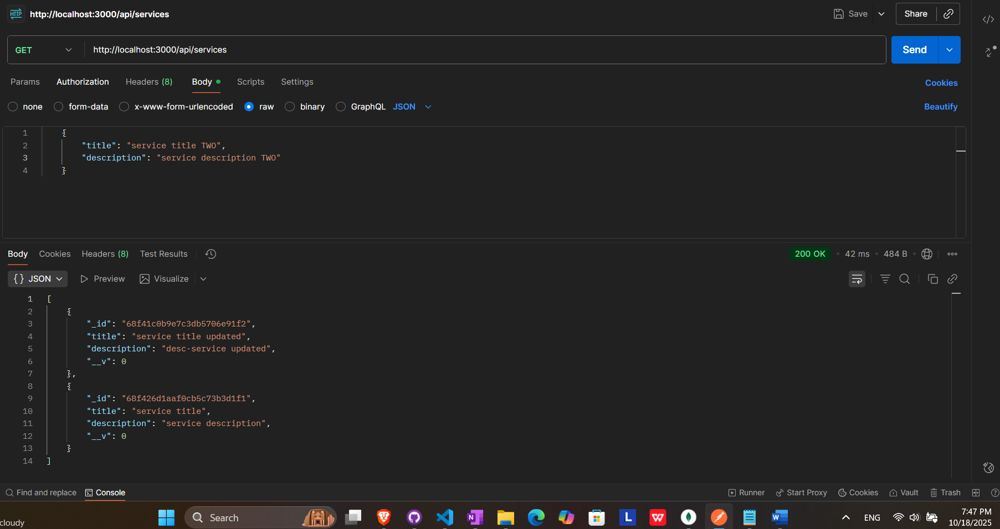 HTTP http://localhost:3000/api/services Save Share
GET http://localhost:3000/api/services Send
Params Authorization Headers (8) Body Scripts Settings Cookies
none form-data x-www-form-urlencoded raw binary GraphQL JSON Beautify
1 {
2 "title": "service title TWO",
3 "description": "service description TWO"
4 }
Body Cookies Headers (8) Test Results 200 OK • 42 ms • 484 B •
{} JSON Preview Visualize
1 [
2 {
3 "_id": "68f41c0b9e7c3db5706e91f2",
4 "title": "service title updated",
5 "description": "desc-service updated",
6 "__v": 0
7 },
8 {
9 "_id": "68f426d1aaf0cb5c73b3d1f1",
10 "title": "service title",
11 "description": "service description",
12 "__v": 0
13 }
14 ]
Find and replace Console Runner Start Proxy Cookies Vault Trash
cloudy Search N L W W ENG 7:47 PM
10/18/2025